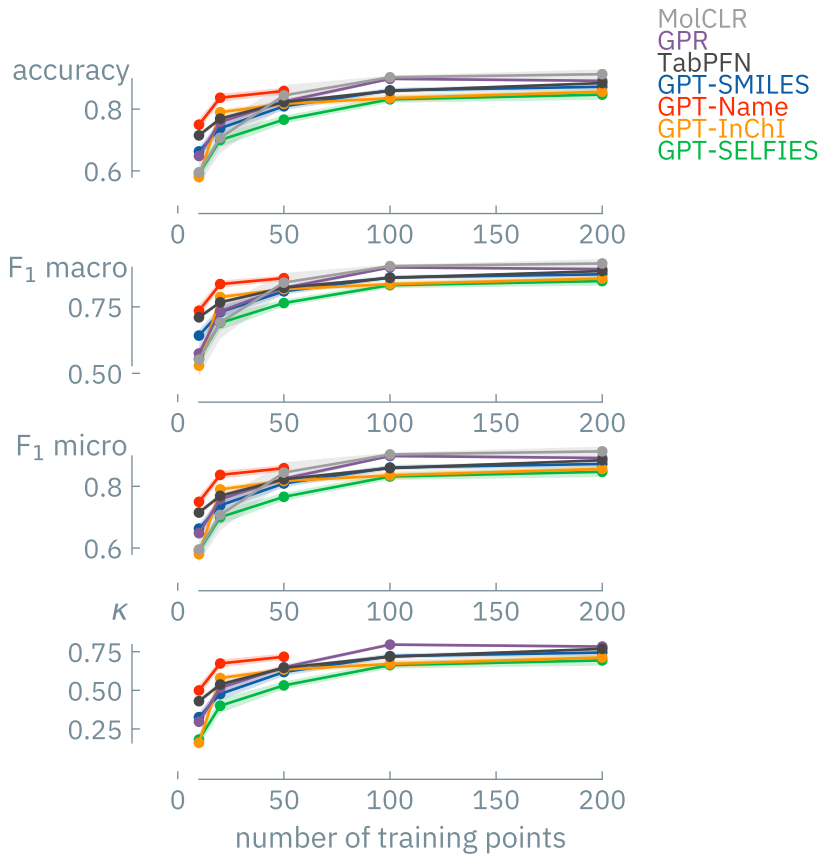 MolCLR
GPR
TabPFN
GPT-SMILES
GPT-Name
GPT-InChI
GPT-SELFIES
accuracy
0.8
0.6
0 50 100 150 200
F₁ macro
0.75
0.50
0 50 100 150 200
F₁ micro
0.8
0.6
0 50 100 150 200
κ
0.75
0.50
0.25
0 50 100 150 200
number of training points